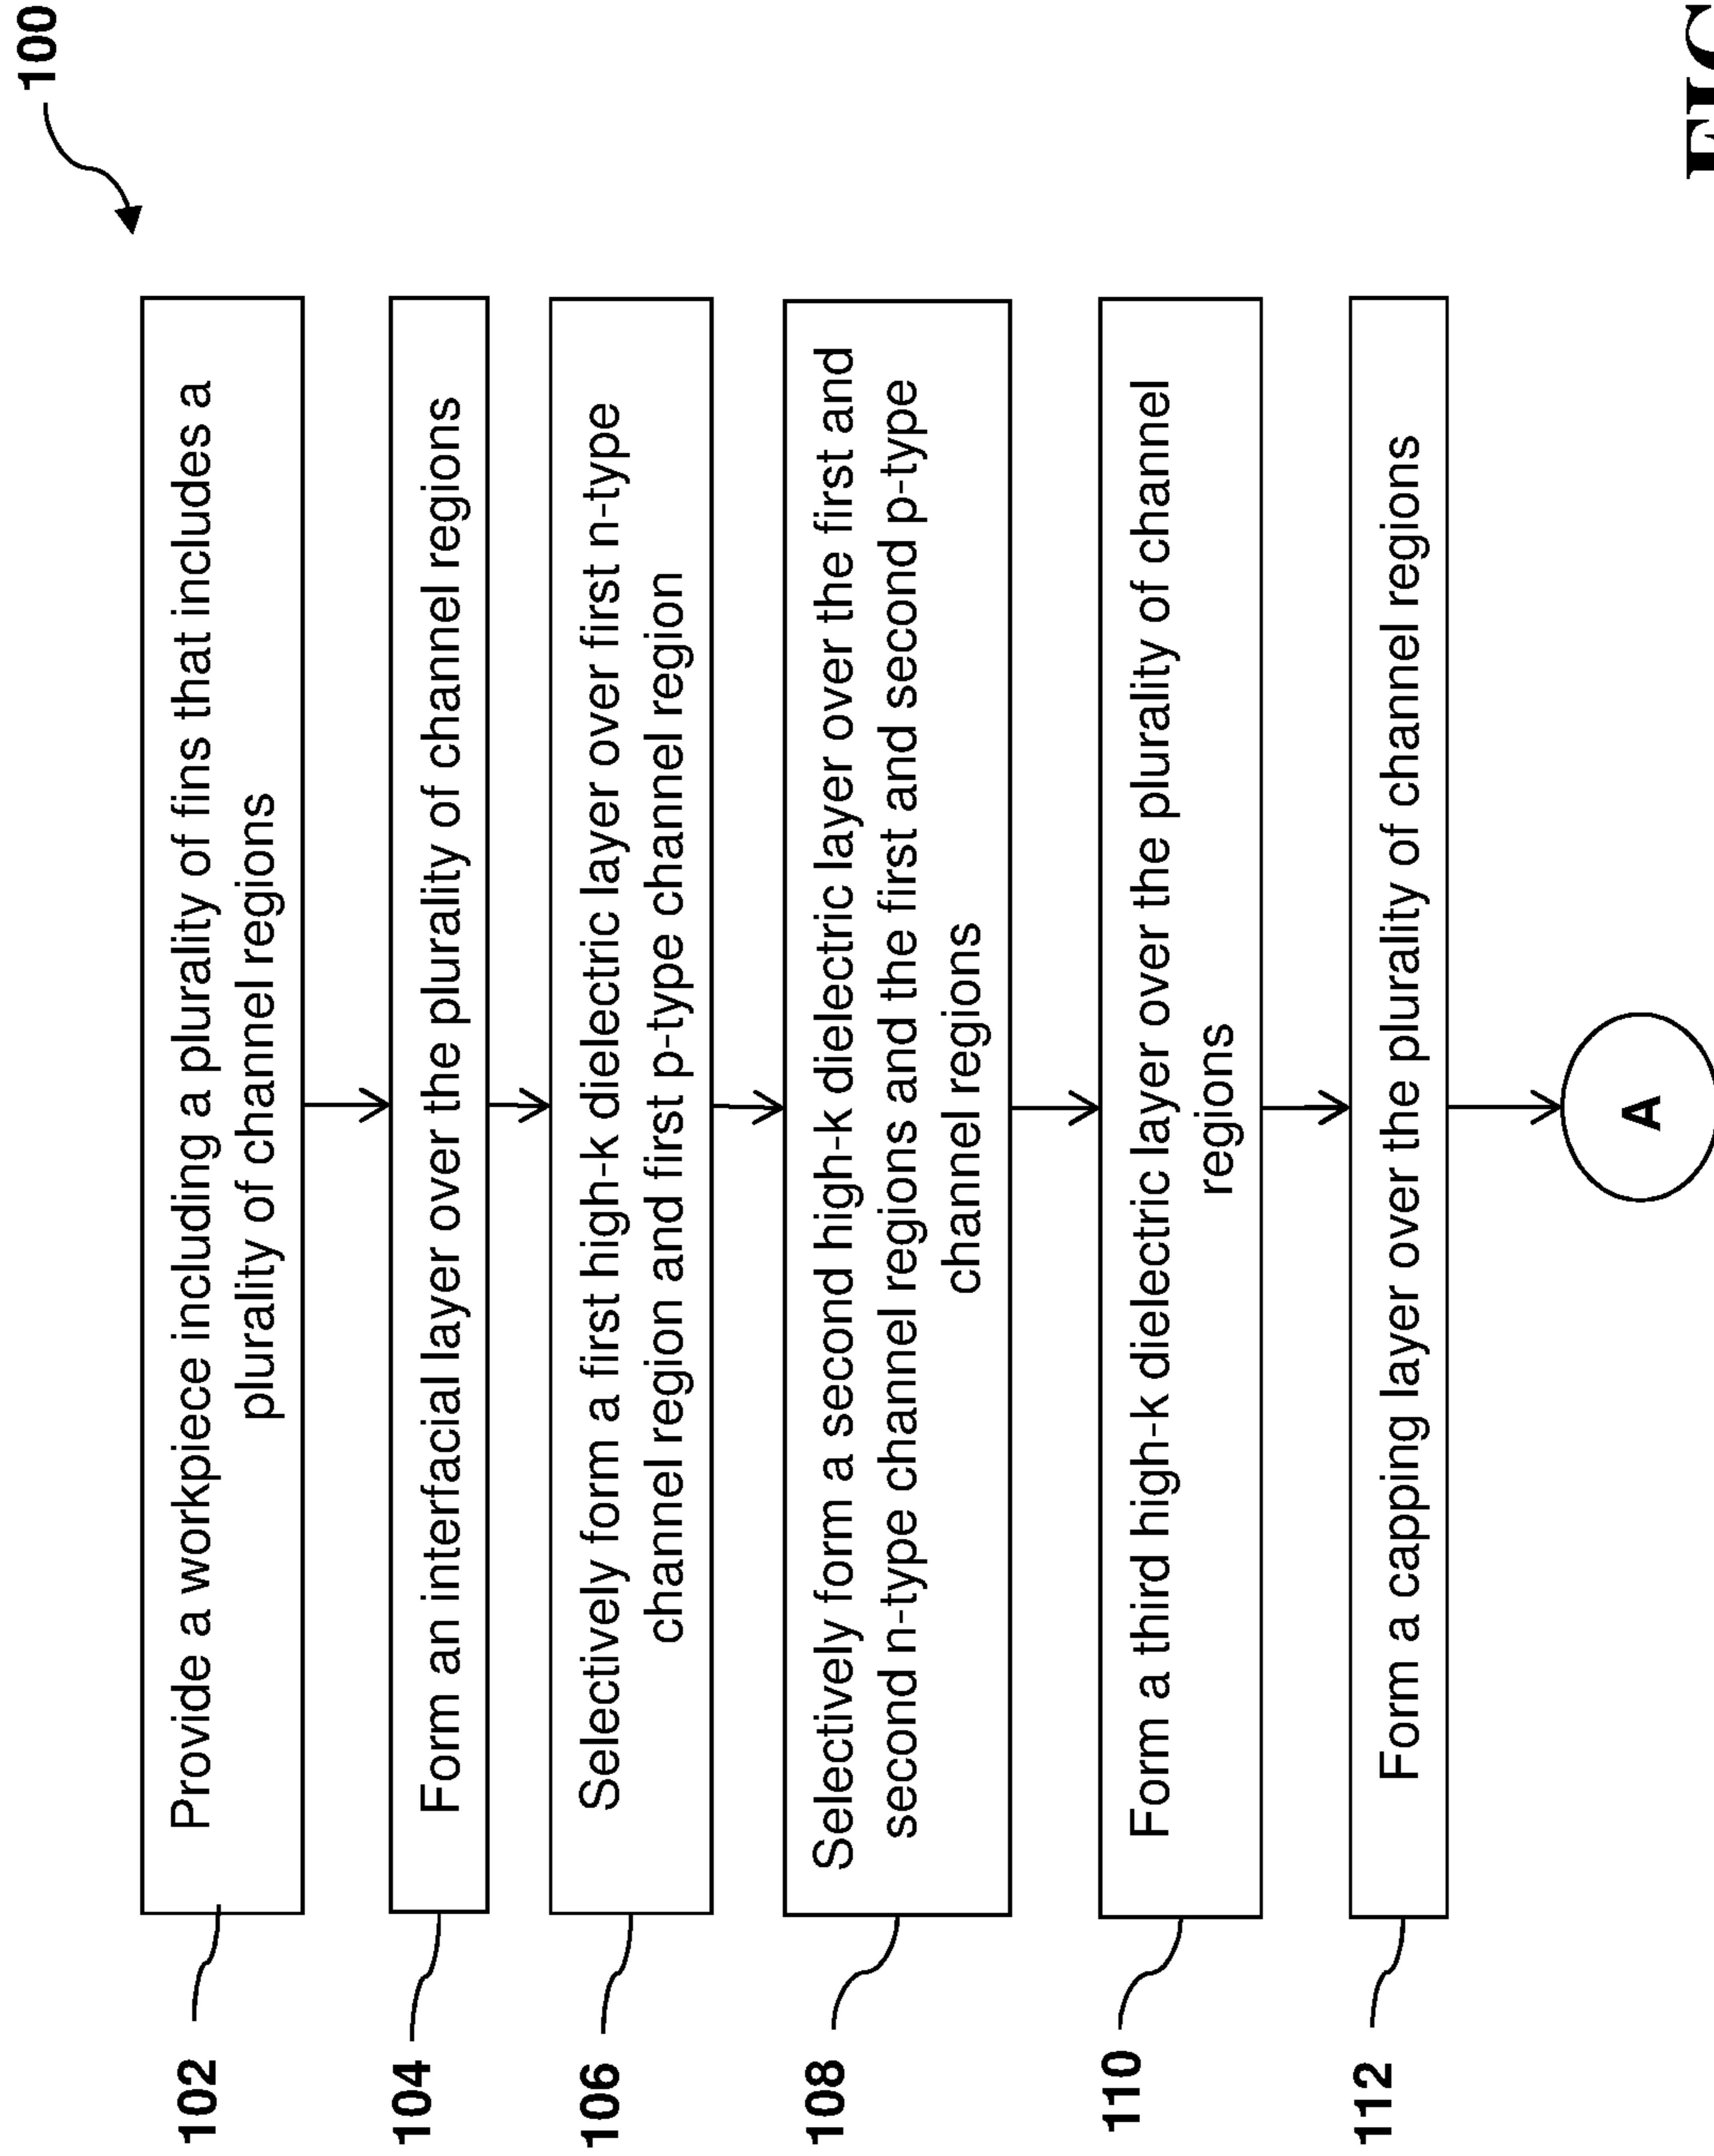 100
102
Provide a workpiece including a plurality of fins that includes a
plurality of channel regions
104
Form an interfacial layer over the plurality of channel regions
106
Selectively form a first high-k dielectric layer over first n-type
channel region and first p-type channel region
108
Selectively form a second high-k dielectric layer over the first and
second n-type channel regions and the first and second p-type
channel regions
110
Form a third high-k dielectric layer over the plurality of channel
regions
112
Form a capping layer over the plurality of channel regions
A